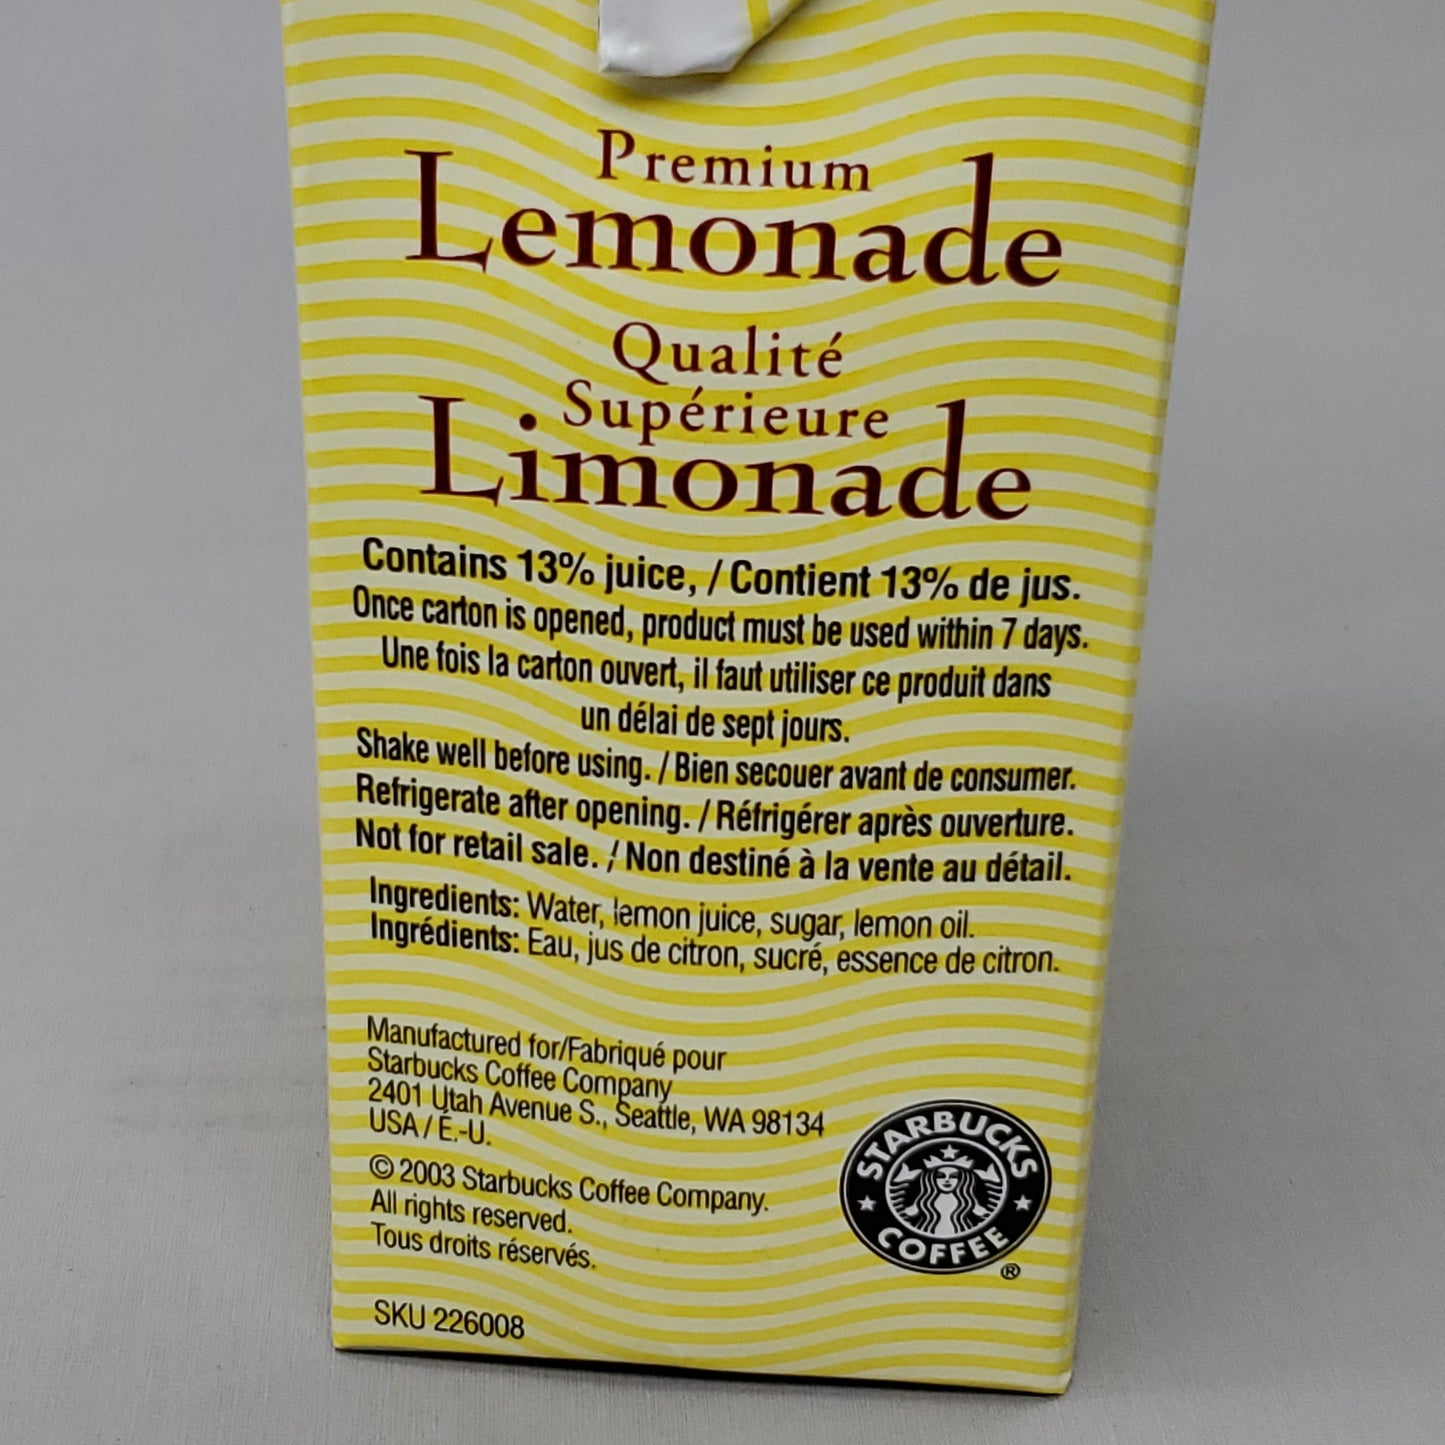 Premium
Lemonade
Qualité
Supérieure
Limonade
Contains 13% juice, / Contient 13% de jus.
Once carton is opened, product must be used within 7 days.
Une fois la carton ouvert, il faut utiliser ce produit dans
un délai de sept jours.
Shake well before using. / Bien secouer avant de consumer.
Refrigerate after opening. / Réfrigérer après ouverture.
Not for retail sale. / Non destiné à la vente au détail.
Ingredients: Water, lemon juice, sugar, lemon oil.
Ingrédients: Eau, jus de citron, sucré, essence de citron.
Manufactured for/Fabriqué pour
Starbucks Coffee Company
2401 Utah Avenue S., Seattle, WA 98134
USA / É.-U.
© 2003 Starbucks Coffee Company.
All rights reserved.
Tous droits réservés.
STARBUCKS
COFFEE
®
SKU 226008